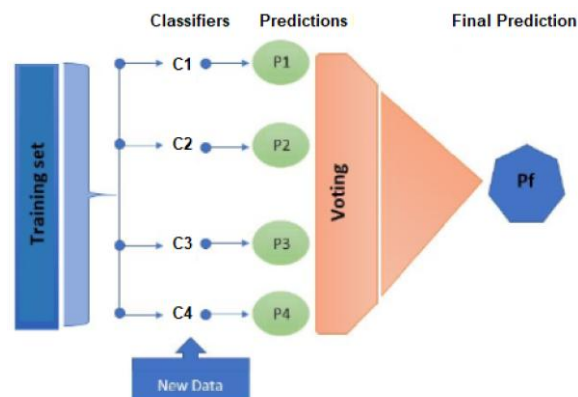 Classifiers Predictions Final Prediction
Training set
C1 P1
C2 P2
C3 P3
C4 P4
Voting
Pf
New Data